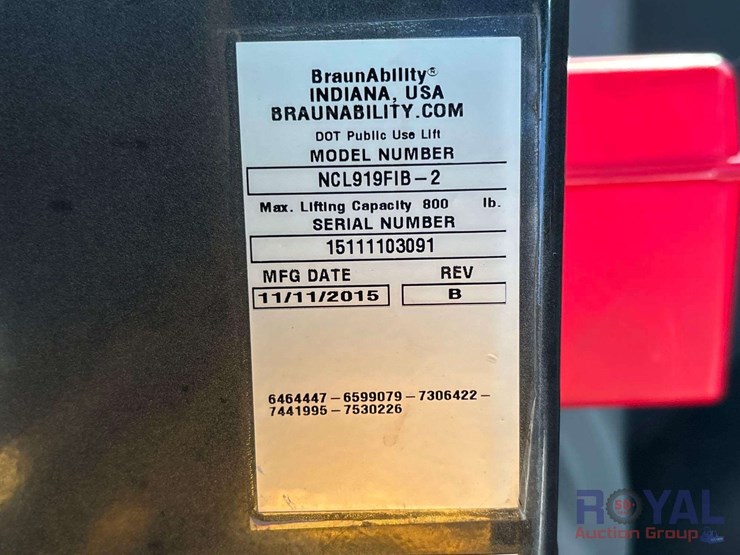 BraunAbility®
INDIANA, USA
BRAUNABILITY.COM
DOT Public Use Lift
MODEL NUMBER
NCL919FIB-2
Max. Lifting Capacity 800 lb.
SERIAL NUMBER
15111103091
MFG DATE REV
11/11/2015 B
6464447-6599079-7306422-
7441995-7530226
ROYAL
Auction Group